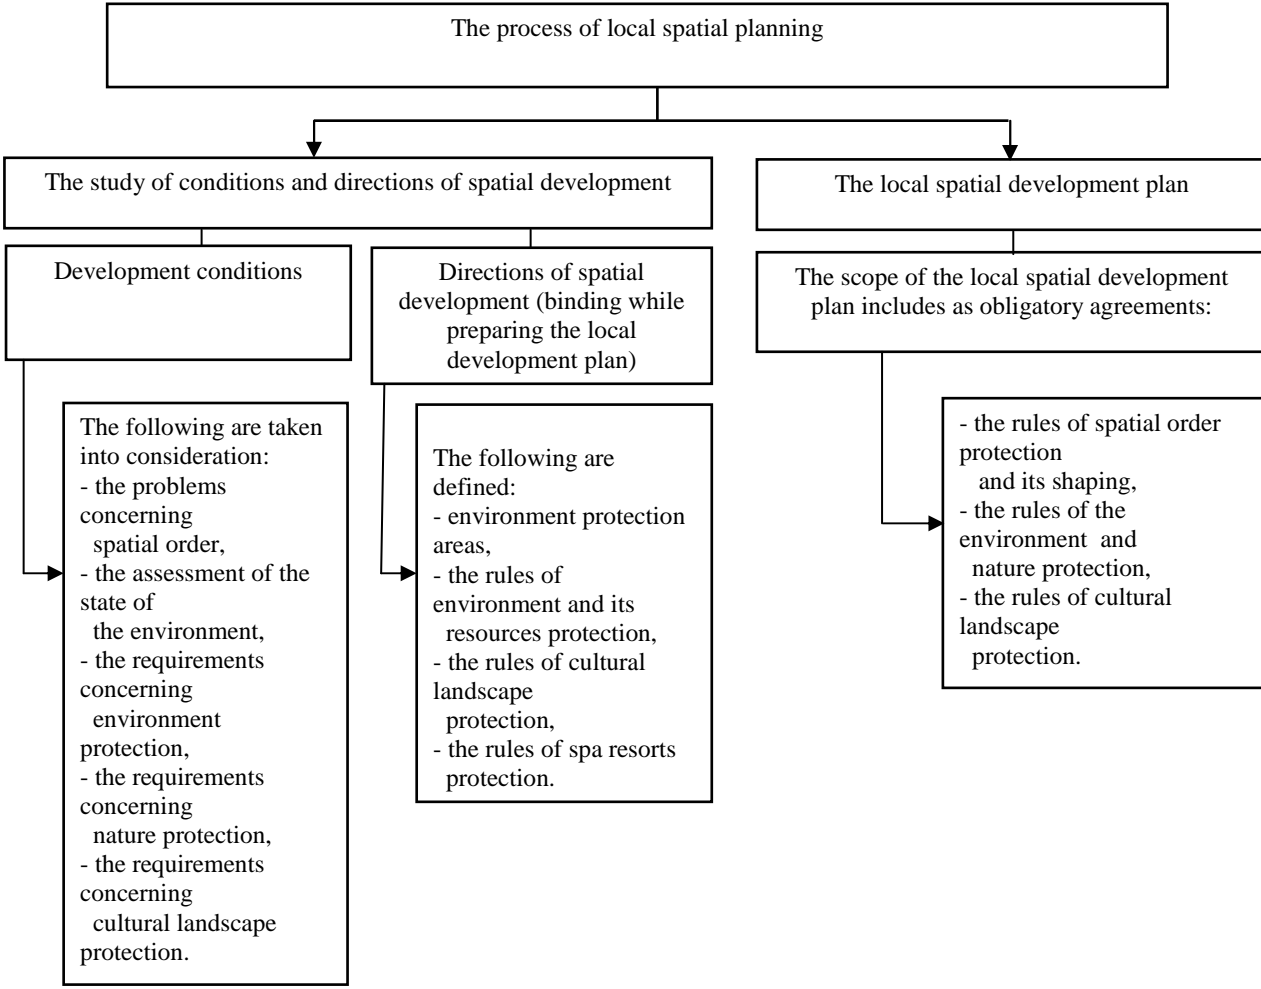 The process of local spatial planning
The study of conditions and directions of spatial development
The local spatial development plan
Development conditions
Directions of spatial
development (binding while
preparing the local
development plan)
The scope of the local spatial development
plan includes as obligatory agreements:
The following are taken
into consideration:
- the problems
concerning
spatial order,
- the assessment of the
state of
the environment,
- the requirements
concerning
environment
protection,
- the requirements
concerning
nature protection,
- the requirements
concerning
cultural landscape
protection.
The following are
defined:
- environment protection
areas,
- the rules of
environment and its
resources protection,
- the rules of cultural
landscape
protection,
- the rules of spa resorts
protection.
- the rules of spatial order
protection
and its shaping,
- the rules of the
environment and
nature protection,
- the rules of cultural
landscape
protection.